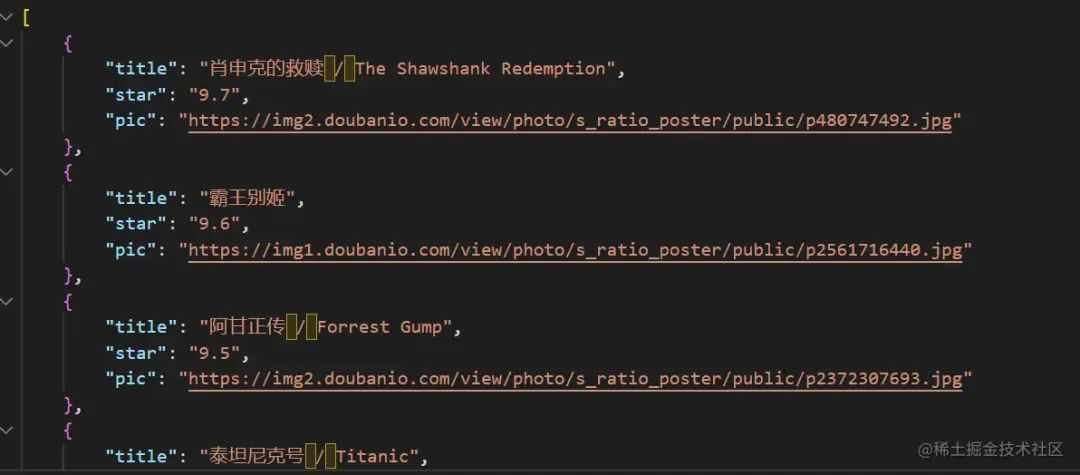 [
{
"title": "肖申克的救赎 / The Shawshank Redemption",
"star": "9.7",
"pic": "https://img2.doubanio.com/view/photo/s_ratio_poster/public/p480747492.jpg"
},
{
"title": "霸王别姬",
"star": "9.6",
"pic": "https://img1.doubanio.com/view/photo/s_ratio_poster/public/p2561716440.jpg"
},
{
"title": "阿甘正传 / Forrest Gump",
"star": "9.5",
"pic": "https://img2.doubanio.com/view/photo/s_ratio_poster/public/p2372307693.jpg"
},
{
"title": "泰坦尼克号 / Titanic",
@稀土掘金技术社区